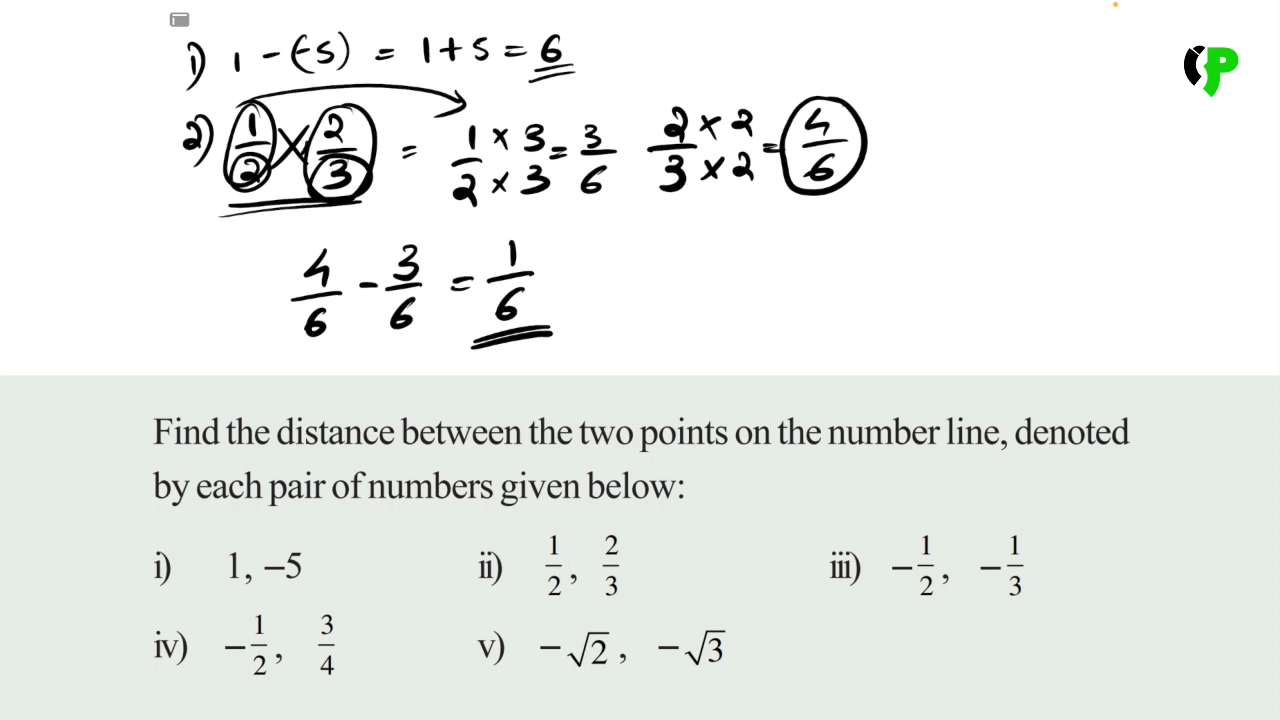 1) 1 - (-5) = 1 + 5 = 6
2) 1/2 × 2/3 = 1 × 3 / 2 × 3 = 3/6 2 × 2 / 3 × 2 = 4/6
4/6 - 3/6 = 1/6
P
Find the distance between the two points on the number line, denoted
by each pair of numbers given below:
i) 1, −5 ii) 1/2, 2/3 iii) −1/2, −1/3
iv) −1/2, 3/4 v) −√2, −√3